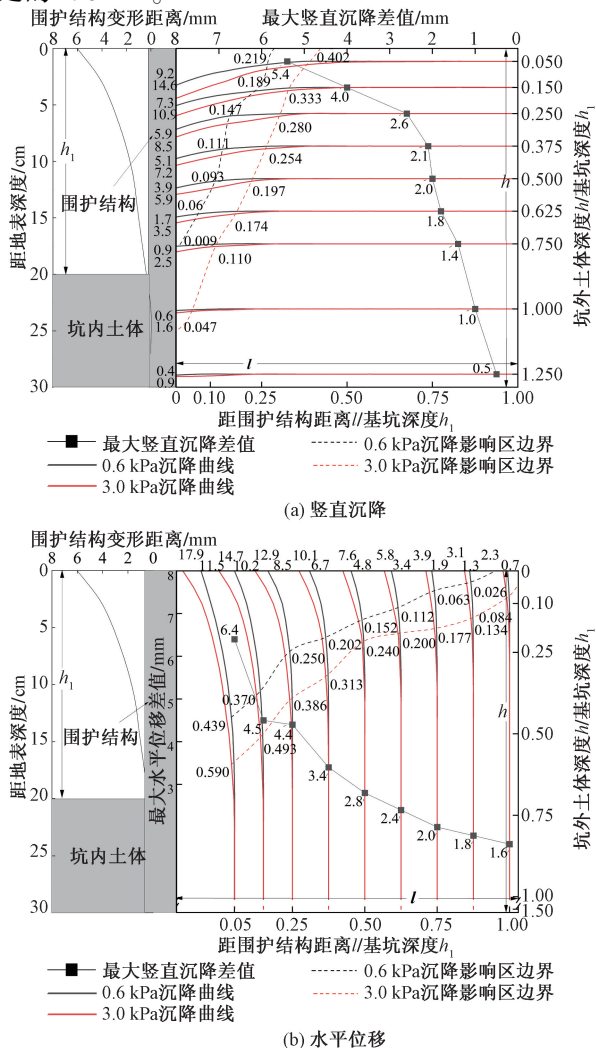 围护结构变形距离/mm
最大竖直沉降差值/mm
8 6 4 2 0 8 7 6 5 4 3 2 1 0
0
5
10
15
20
25
30
距地表深度/cm
h1
围护结构
坑内土体
9.2
14.6
7.3
10.9
5.9
8.5
5.1
7.2
3.9
5.9
1.7
3.5
0.9
2.5
0.6
1.6
0.4
0.9
0.219
0.402
0.189
0.333
0.147
0.280
0.111
0.254
0.093
0.197
0.06
0.174
0.009
0.110
0.047
5.4
4.0
2.6
2.1
2.0
1.8
1.4
1.0
0.5
h
l
0.050
0.150
0.250
0.375
0.500
0.625
0.750
1.000
1.250
坑外土体深度h/基坑深度h1
0 0.10 0.25 0.50 0.75 1.00
距围护结构距离l/基坑深度h1
最大竖直沉降差值
0.6 kPa沉降影响区边界
0.6 kPa沉降曲线
3.0 kPa沉降影响区边界
3.0 kPa沉降曲线
(a) 竖直沉降
围护结构变形距离/mm
17.9 14.7 12.9 10.1 7.6 5.8 3.9 3.1 2.3
8 6 4 2 0
11.5 10.2 8.5 6.7 4.8 3.4 1.9 1.3 0.7
0
5
10
15
20
25
30
距地表深度/cm
h1
围护结构
坑内土体
最大水平位移差值/mm
8
7
6
5
4
3
0.026
0.063
0.084
0.112
0.134
0.152
0.177
0.200
0.202
0.240
0.250
0.313
0.370
0.386
0.439
0.493
0.590
6.4
4.5
4.4
3.4
2.8
2.4
2.0
1.8
1.6
h
l
0
0.10
0.25
0.50
0.75
1.00
1.50
坑外土体深度h/基坑深度h1
0.05 0.25 0.50 0.75 1.00
距围护结构距离l/基坑深度h1
最大竖直沉降差值
0.6 kPa沉降影响区边界
0.6 kPa沉降曲线
3.0 kPa沉降影响区边界
3.0 kPa沉降曲线
(b) 水平位移